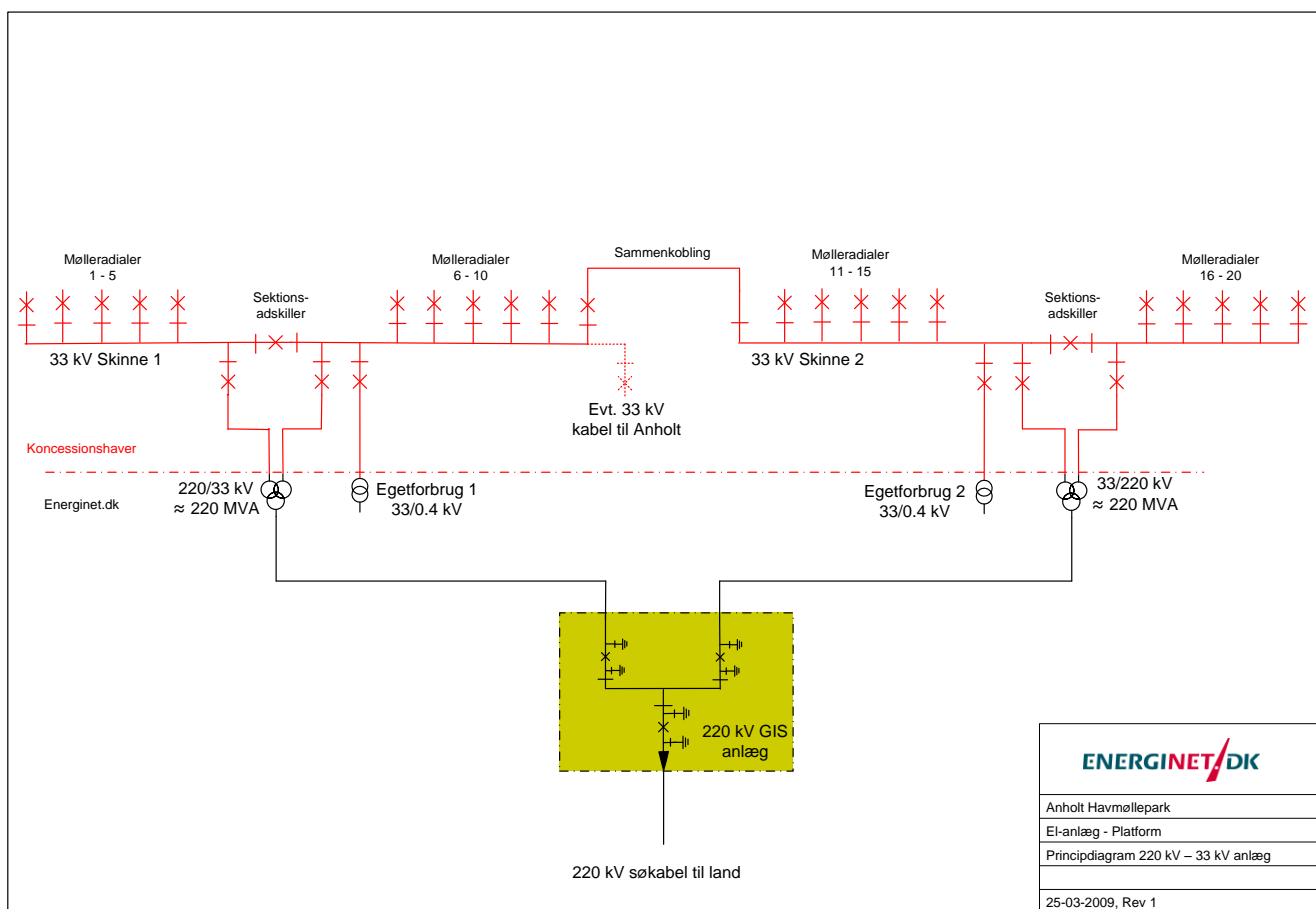 Sammenkobling
Mølleradialer
1 - 5
Mølleradialer
6 - 10
Mølleradialer
11 - 15
Mølleradialer
16 - 20
Sektions-
adskiller
Sektions-
adskiller
33 kV Skinne 1
33 kV Skinne 2
Evt. 33 kV
kabel til Anholt
Koncessionshaver
Energinet.dk
220/33 kV
≈ 220 MVA
Egetforbrug 1
33/0.4 kV
Egetforbrug 2
33/0.4 kV
33/220 kV
≈ 220 MVA
220 kV GIS
anlæg
220 kV søkabel til land
ENERGINET/DK
Anholt Havmøllepark
El-anlæg - Platform
Principdiagram 220 kV – 33 kV anlæg
25-03-2009, Rev 1